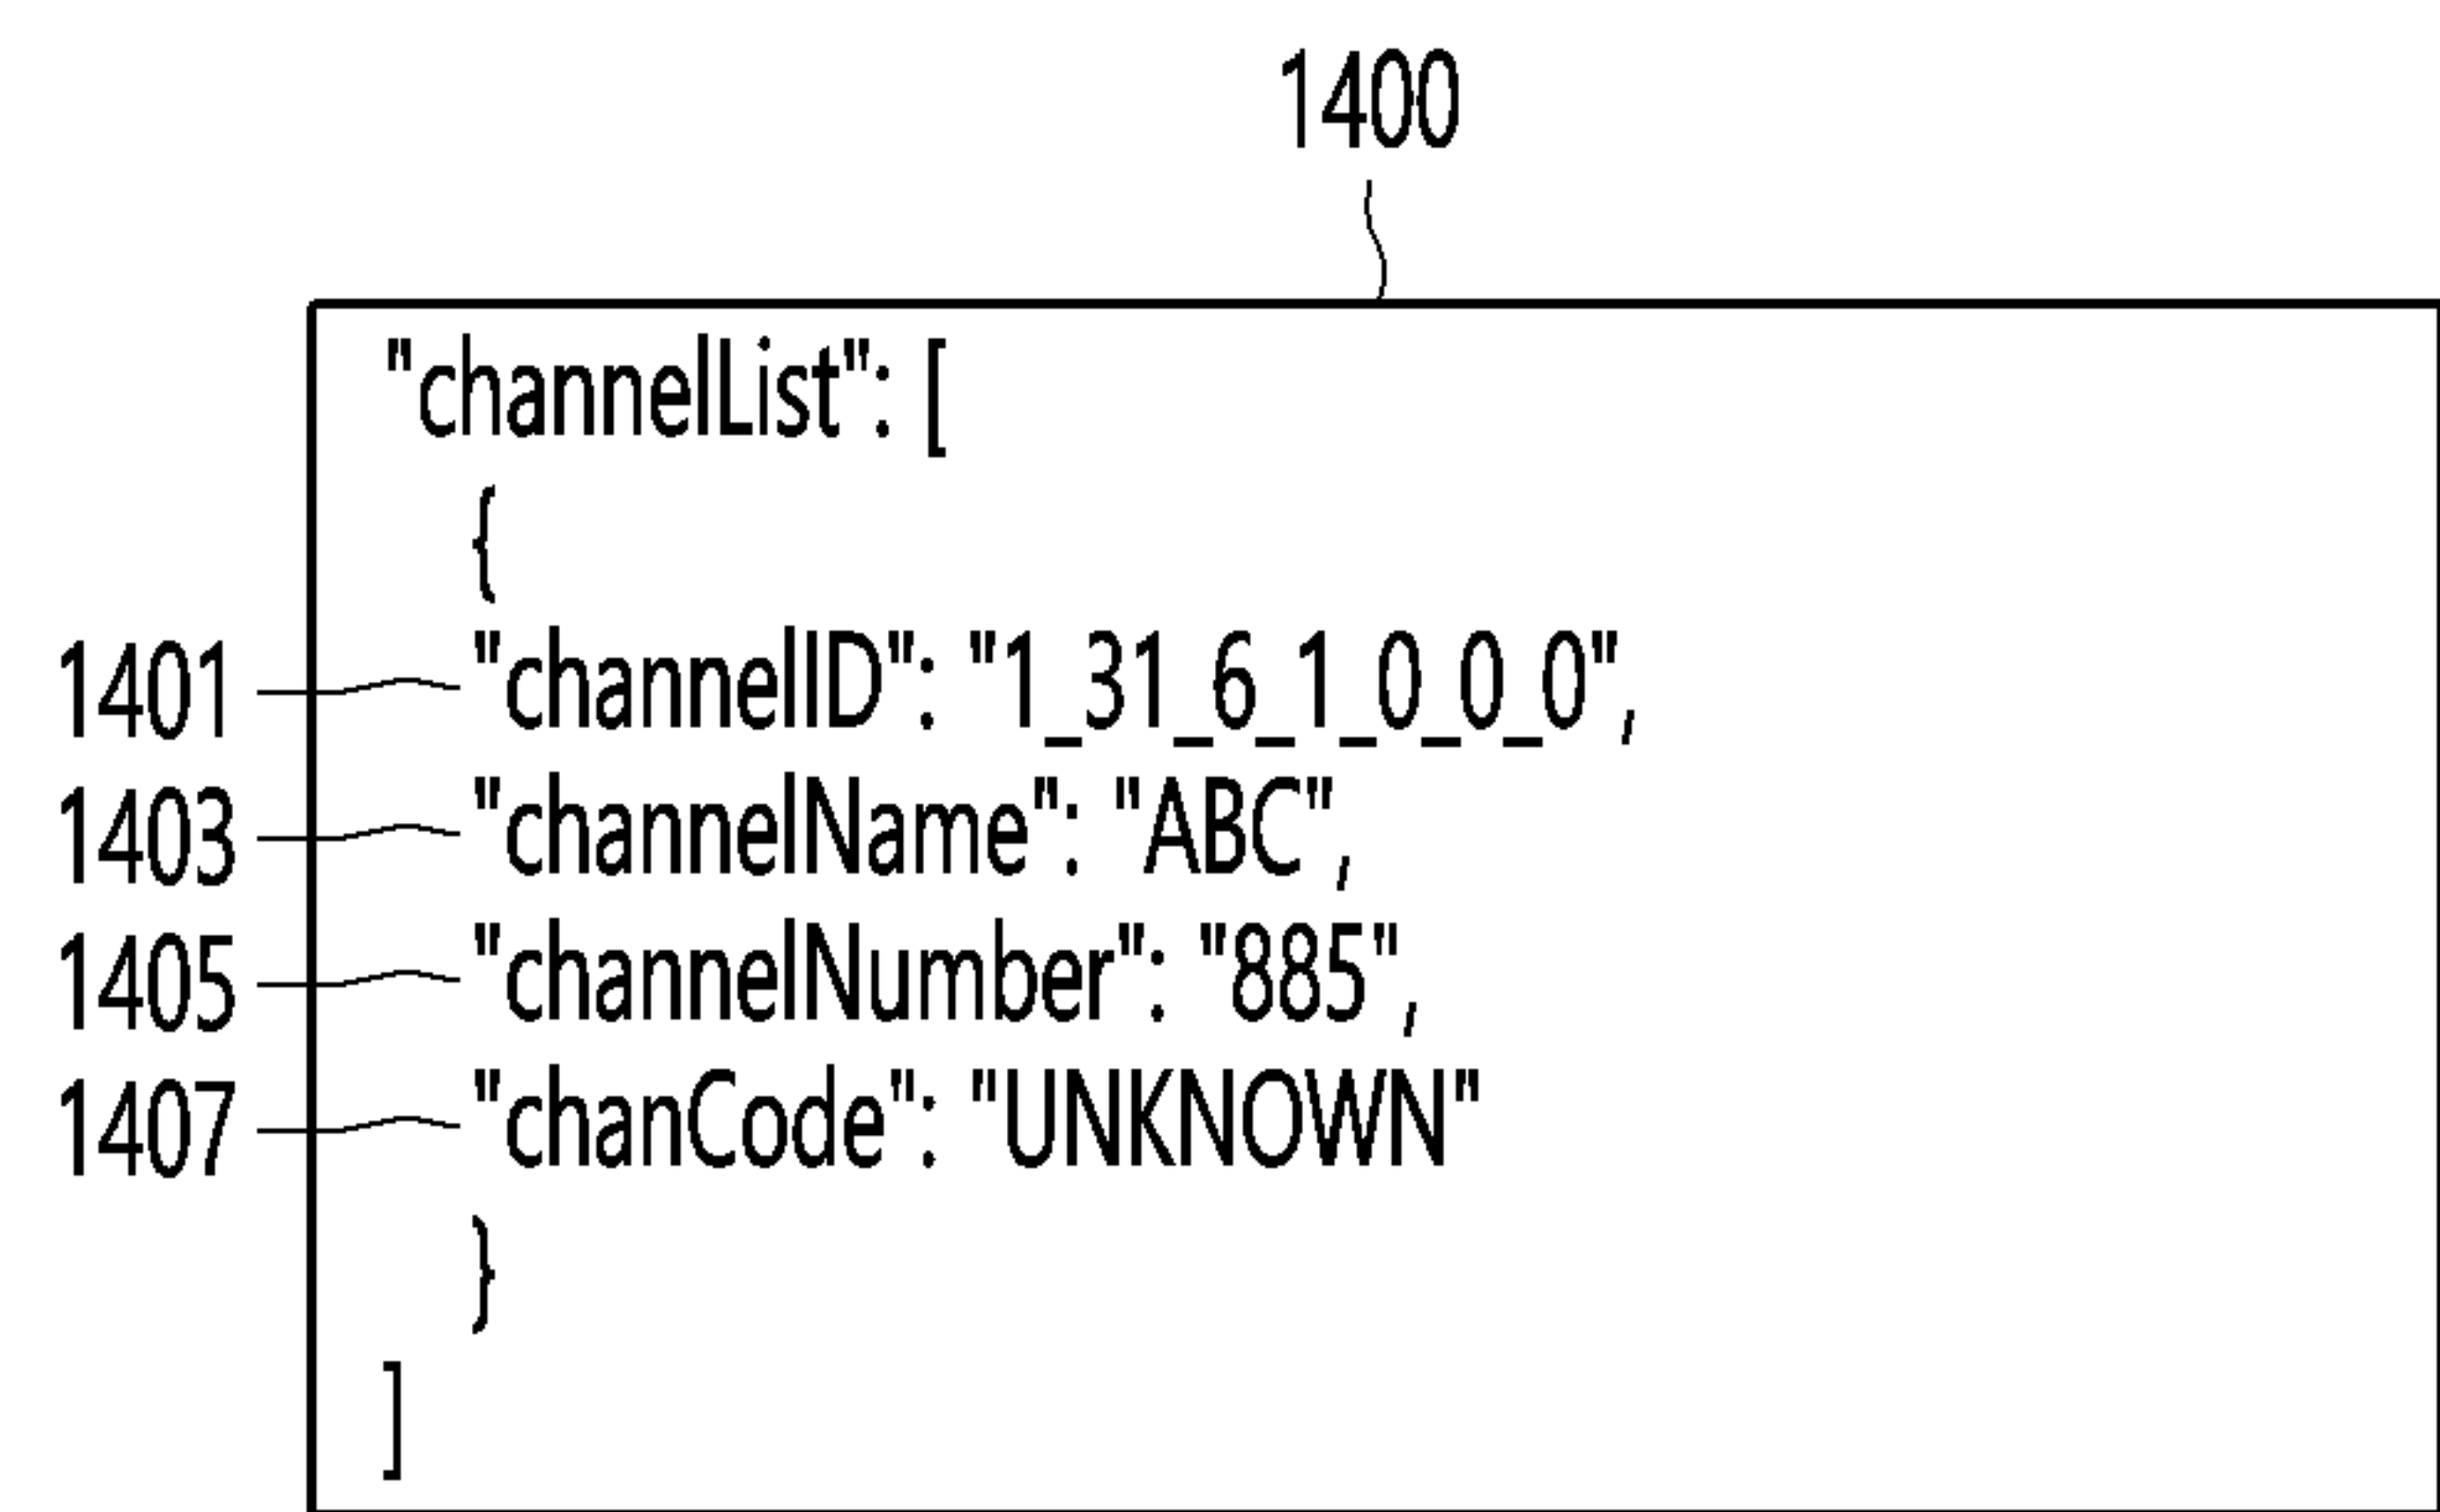 1400
"channelList": [
{
1401 "channelID": "1_31_6_1_0_0_0",
1403 "channelName": "ABC",
1405 "channelNumber": "885",
1407 "chanCode": "UNKNOWN"
}
]